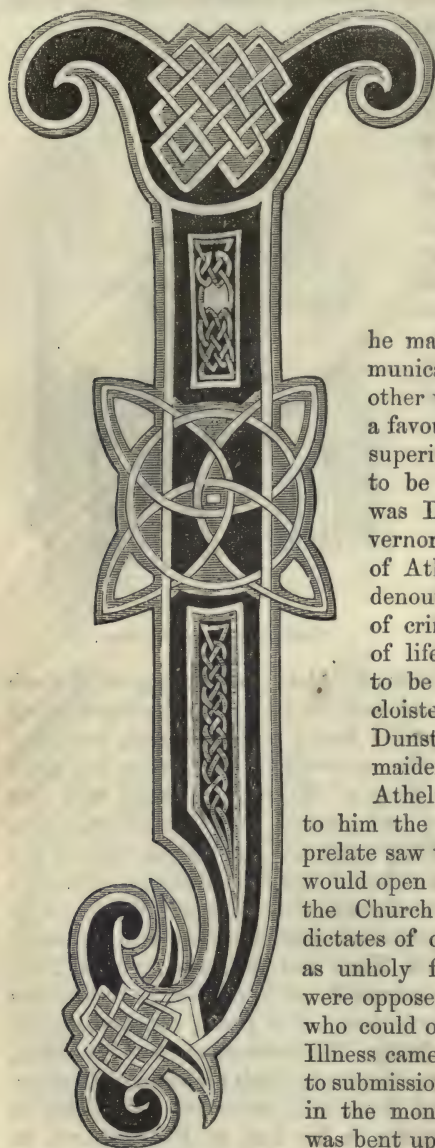 he ma
munica
other
a favou
superi
to be
was D
vernor
of Ath
denou
of crim
of life
to be
cloiste
Dunst
maide
Athel
to him the
prelate saw
would open
the Church
dictates of
as unholy f
were oppose
who could o
Illness came
to submissio
in the mon
was bent up